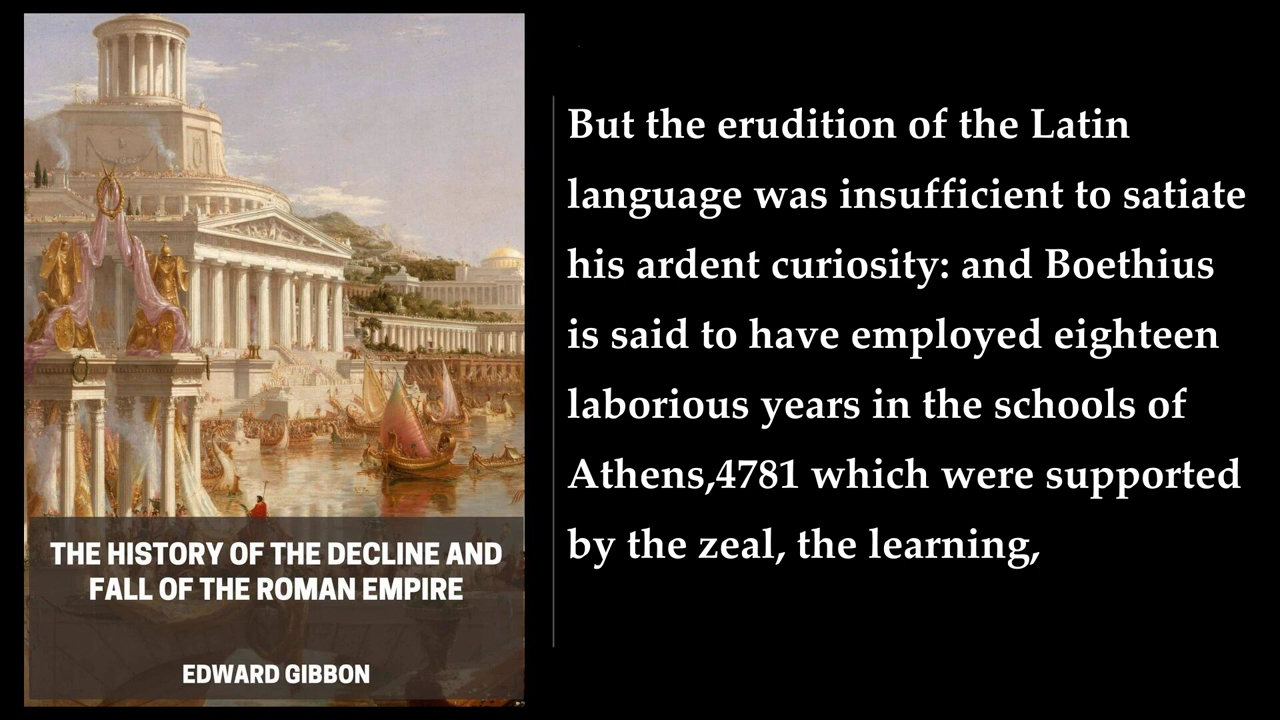 THE HISTORY OF THE DECLINE AND
FALL OF THE ROMAN EMPIRE
EDWARD GIBBON
But the erudition of the Latin
language was insufficient to satiate
his ardent curiosity: and Boethius
is said to have employed eighteen
laborious years in the schools of
Athens,4781 which were supported
by the zeal, the learning,